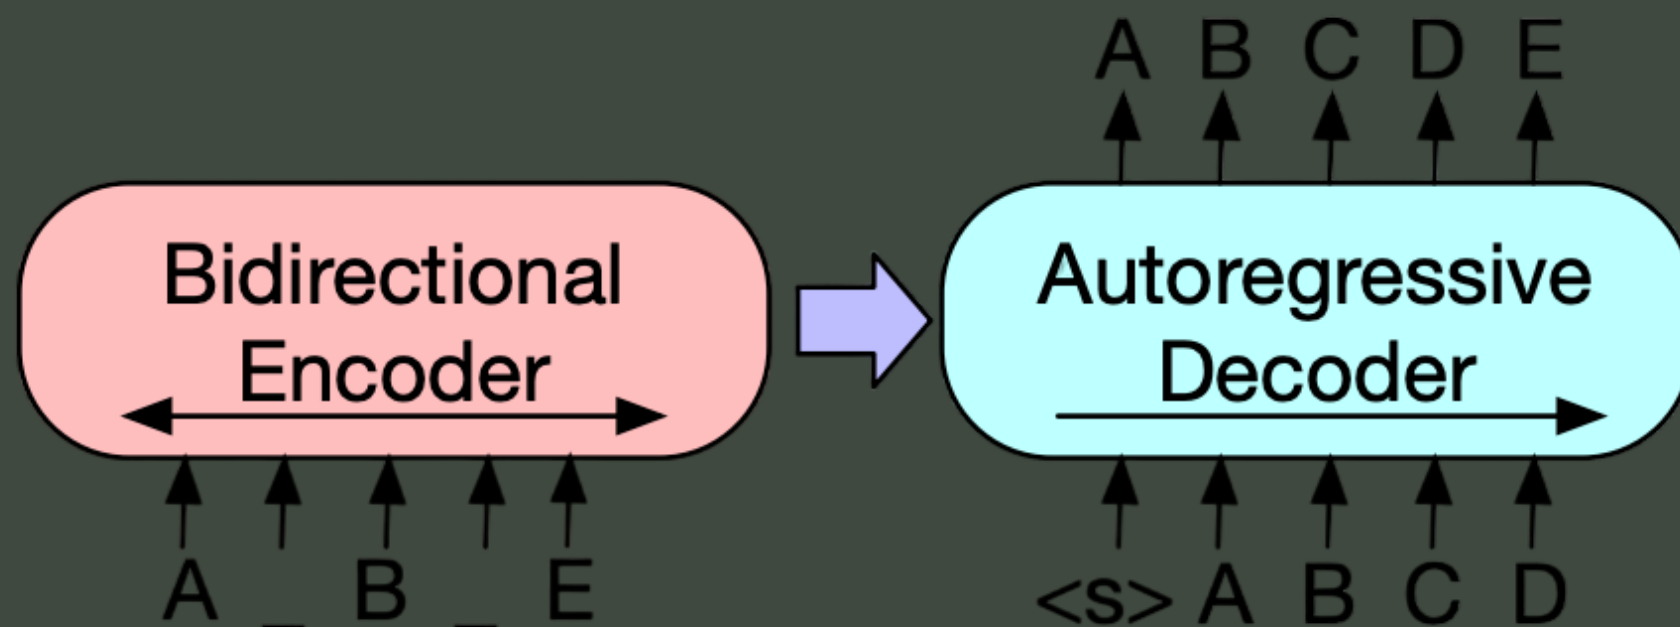 A B C D E
Bidirectional
Encoder
Autoregressive
Decoder
A _ B _ E
<s> A B C D